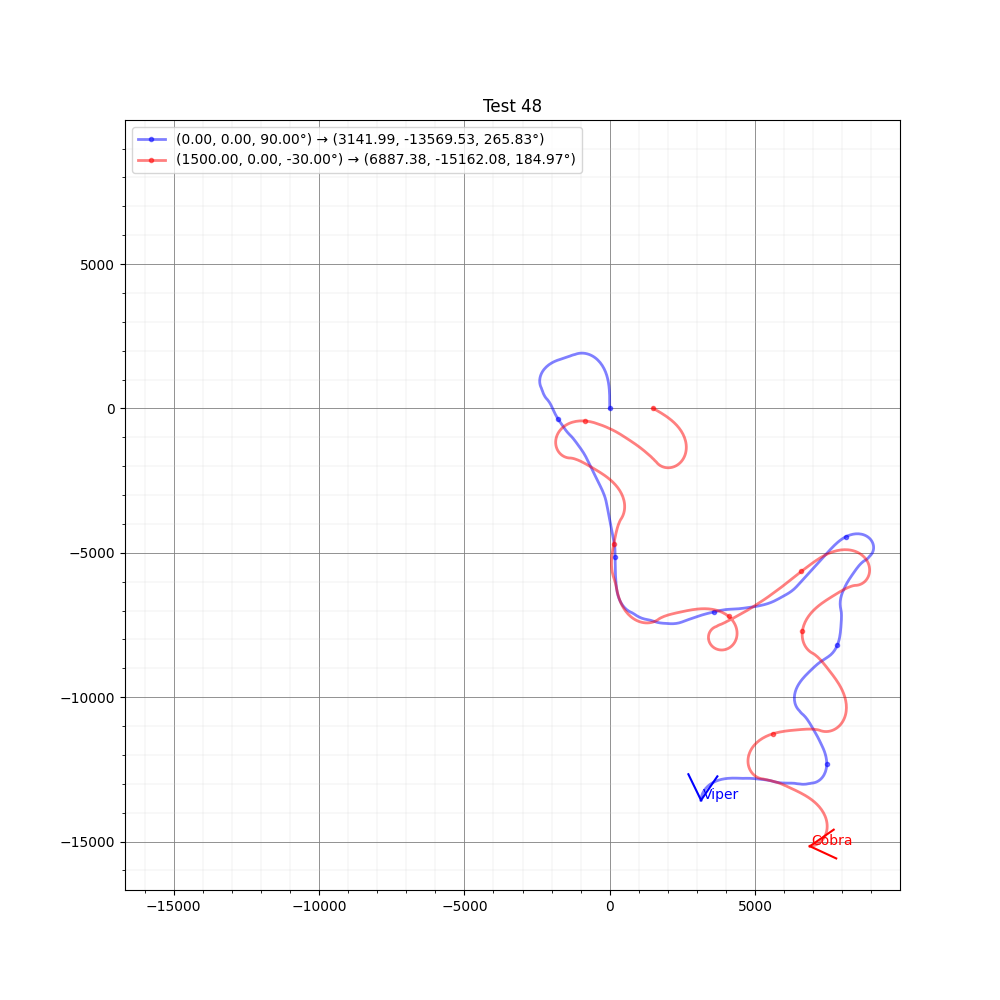 Test 48
(0.00, 0.00, 90.00°) → (3141.99, -13569.53, 265.83°)
(1500.00, 0.00, -30.00°) → (6887.38, -15162.08, 184.97°)
5000
0
−5000
−10000
−15000
Viper
Cobra
−15000 −10000 −5000 0 5000